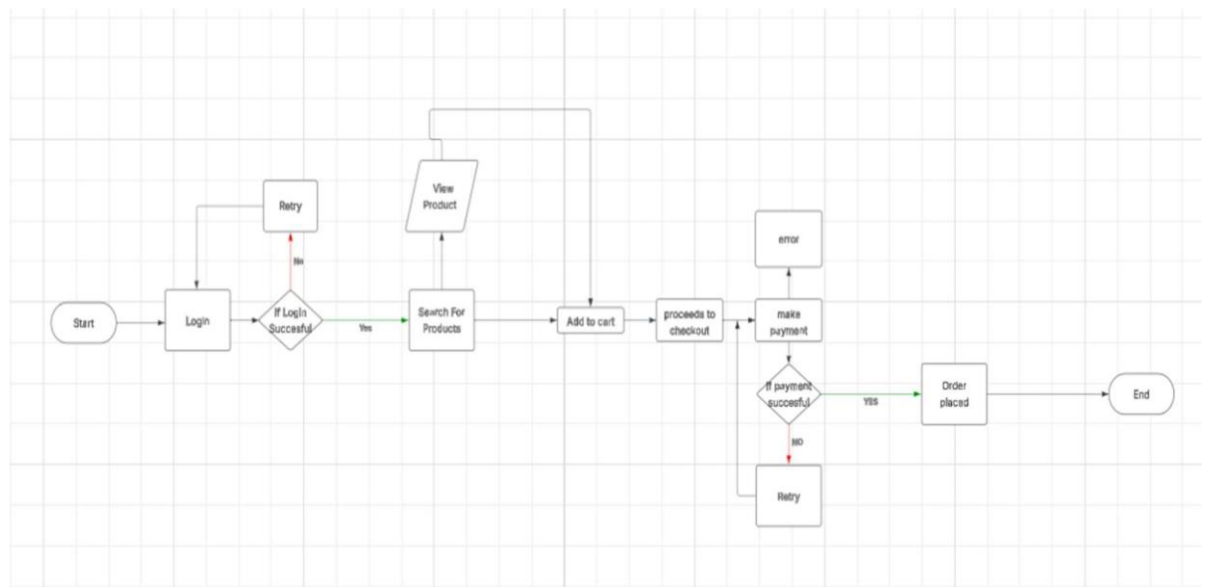 Start
Login
If Login
Succesful
No
Retry
Yes
Search For
Products
View
Product
Add to cart
proceeds to
checkout
make
payment
error
If payment
succesful
YES
NO
Retry
Order
placed
End